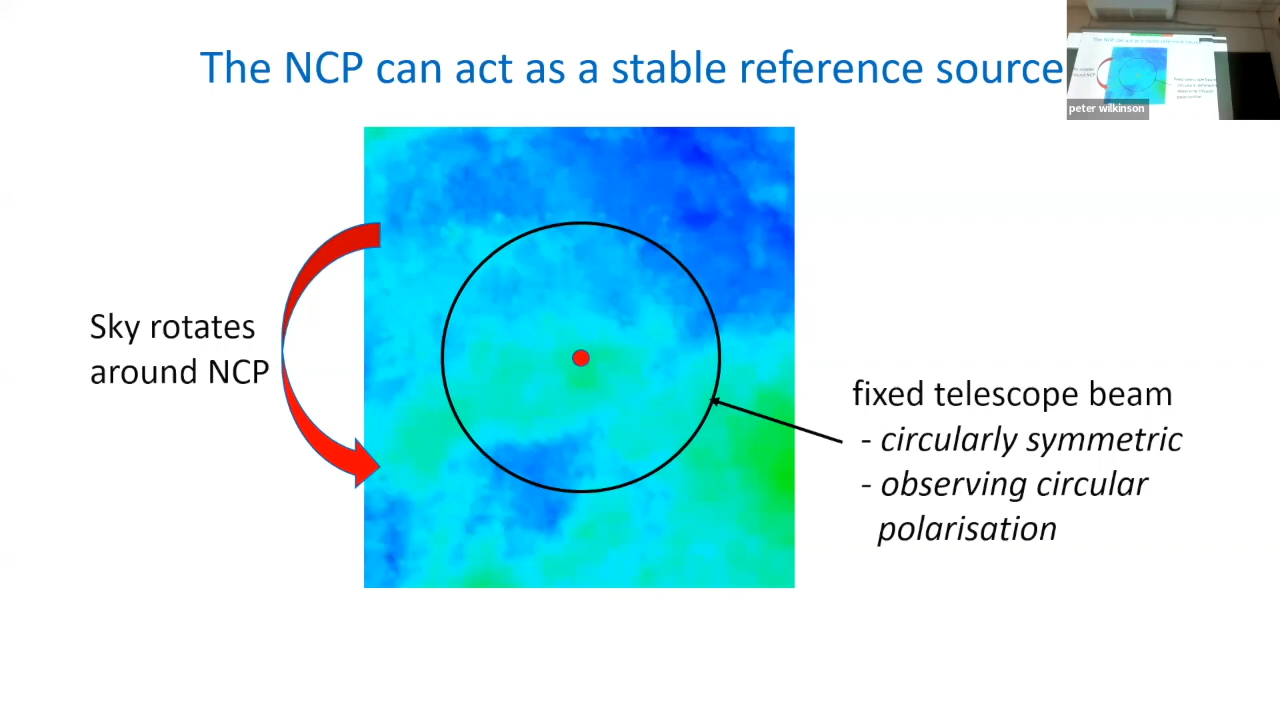 The NCP can act as a stable reference source
peter wilkinson
Sky rotates
around NCP
fixed telescope beam
- circularly symmetric
- observing circular
polarisation